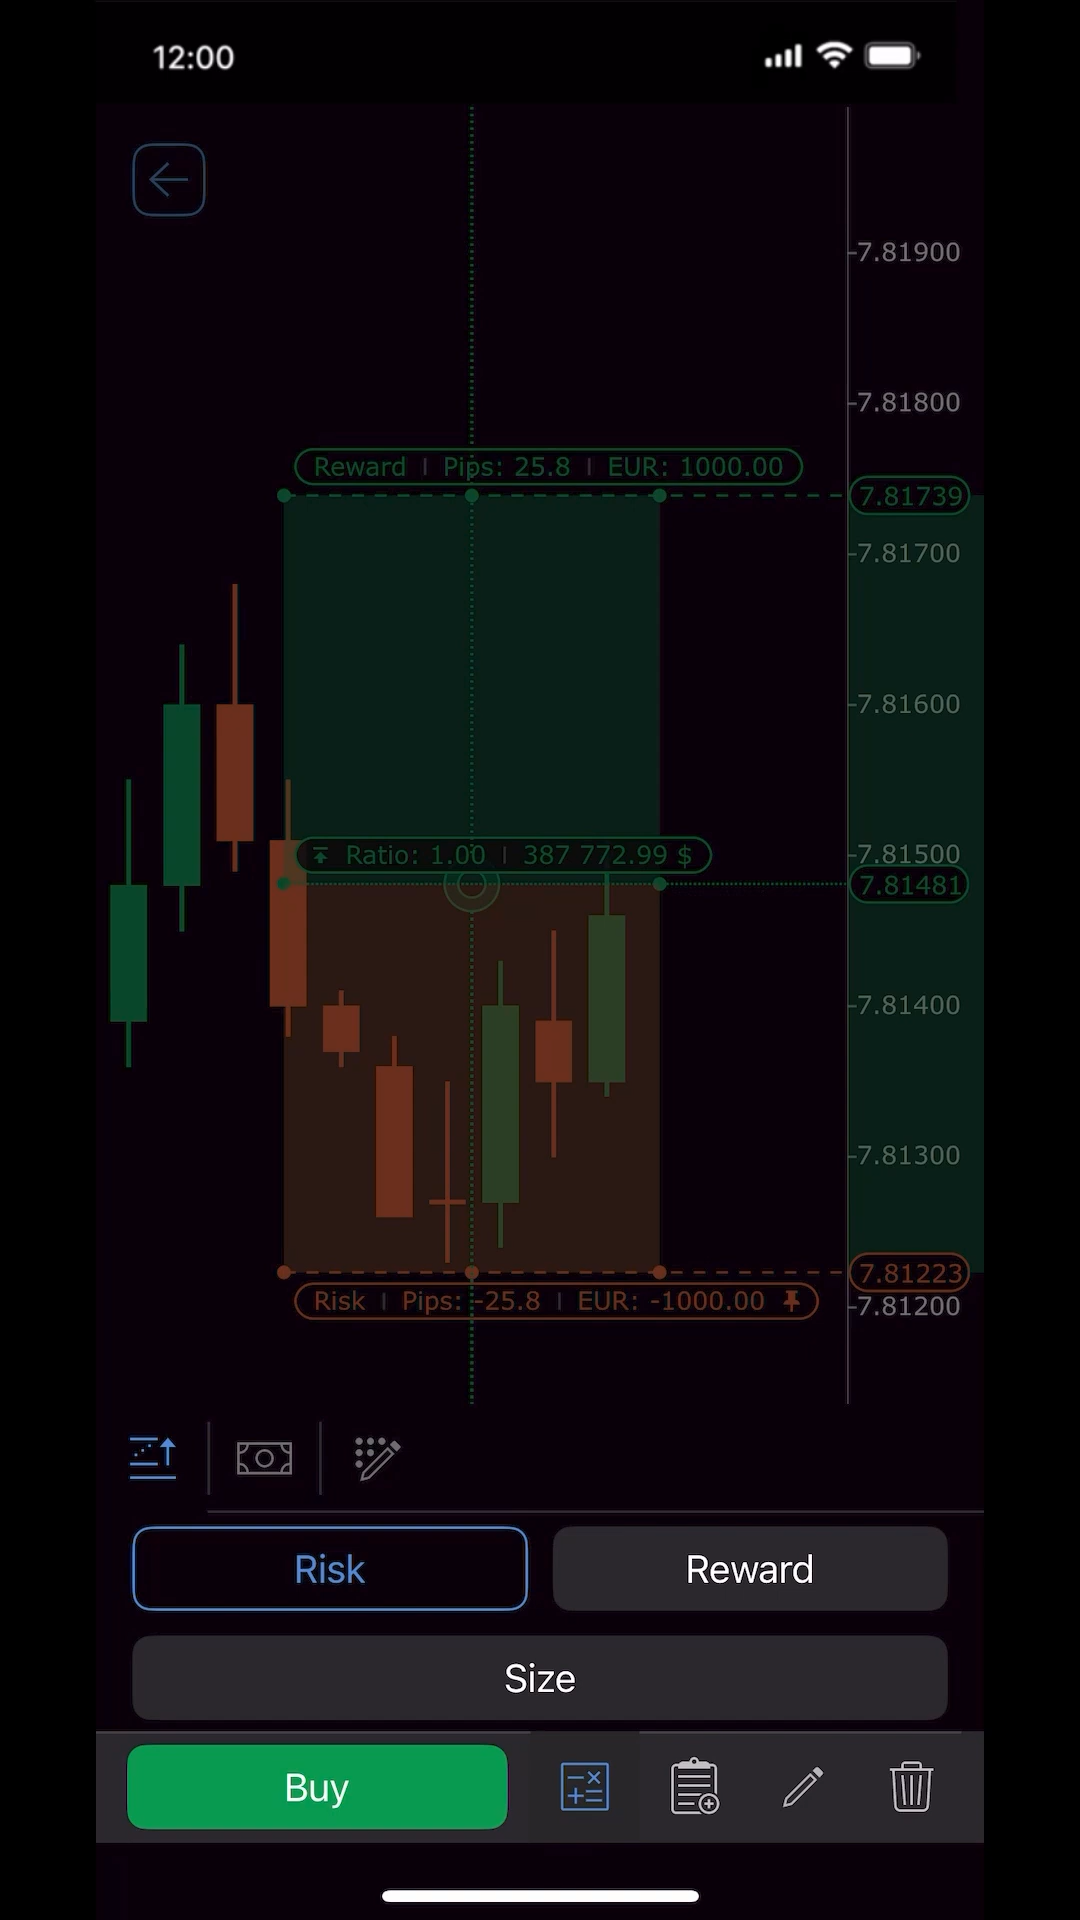 12:00
7.81900
7.81800
Reward | Pips: 25.8 | EUR: 1000.00
7.81739
7.81700
7.81600
Ratio: 1.00 | 387 772.99 $
7.81500
7.81481
7.81400
7.81300
7.81223
Risk | Pips: -25.8 | EUR: -1000.00
7.81200
Risk
Reward
Size
Buy